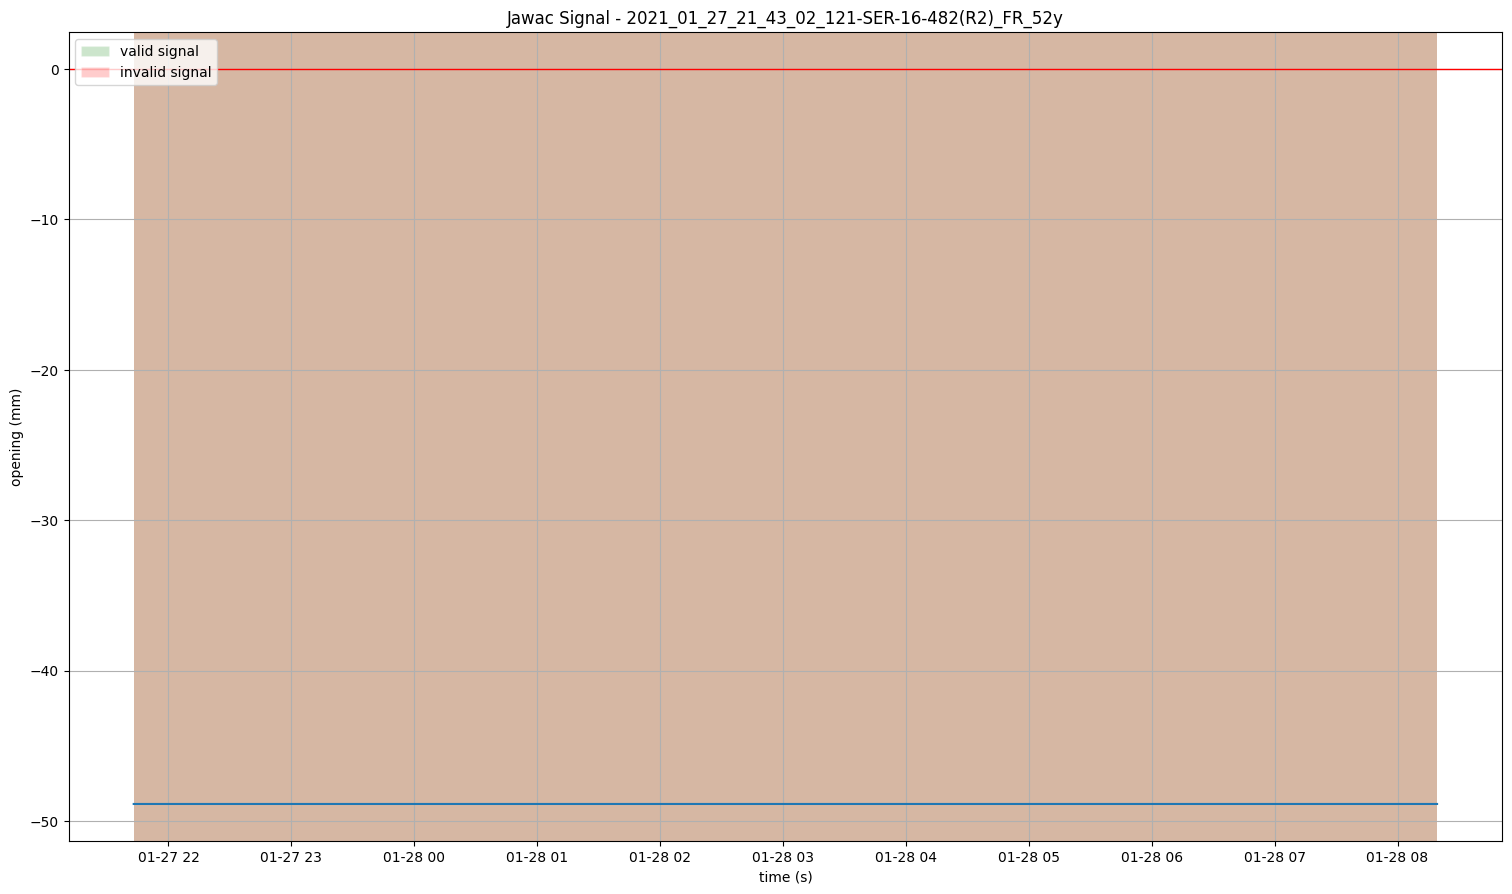 Jawac Signal - 2021_01_27_21_43_02_121-SER-16-482(R2)_FR_52y
valid signal
invalid signal
0
−10
−20
−30
−40
−50
opening (mm)
01-27 22 01-27 23 01-28 00 01-28 01 01-28 02 01-28 03 01-28 04 01-28 05 01-28 06 01-28 07 01-28 08
time (s)